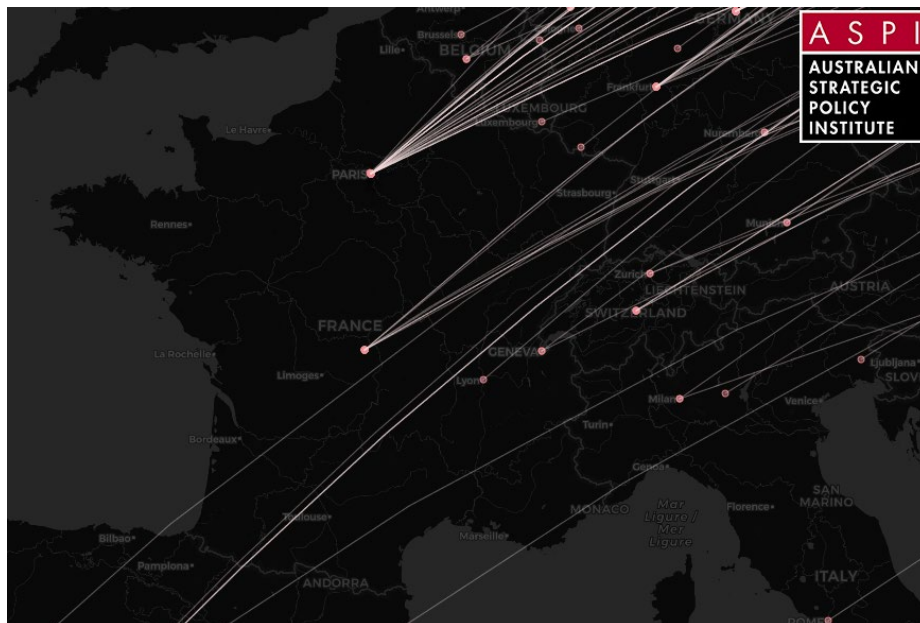 Antwerp
GERMANY
Brussels
BELGIUM
Lille
ASPI
AUSTRALIAN
STRATEGIC
POLICY
INSTITUTE
Frankfurt
LUXEMBOURG
Luxembourg
Le Havre
Nuremberg
PARIS
Stuttgart
Strasbourg
Rennes
Munich
Zürich
LIECHTENSTEIN
AUSTRIA
SWITZERLAND
FRANCE
GENEVA
La Rochelle
Ljubljana
Limoges
Lyon
SLOV
Milan
Venice
Turin
Bordeaux
Genoa
SAN
MARINO
Mar
Ligure /
Mer
Ligure
MONACO
Florence
Toulouse
Marseille
Bilbao
Pamplona
ANDORRA
ITALY
ROME